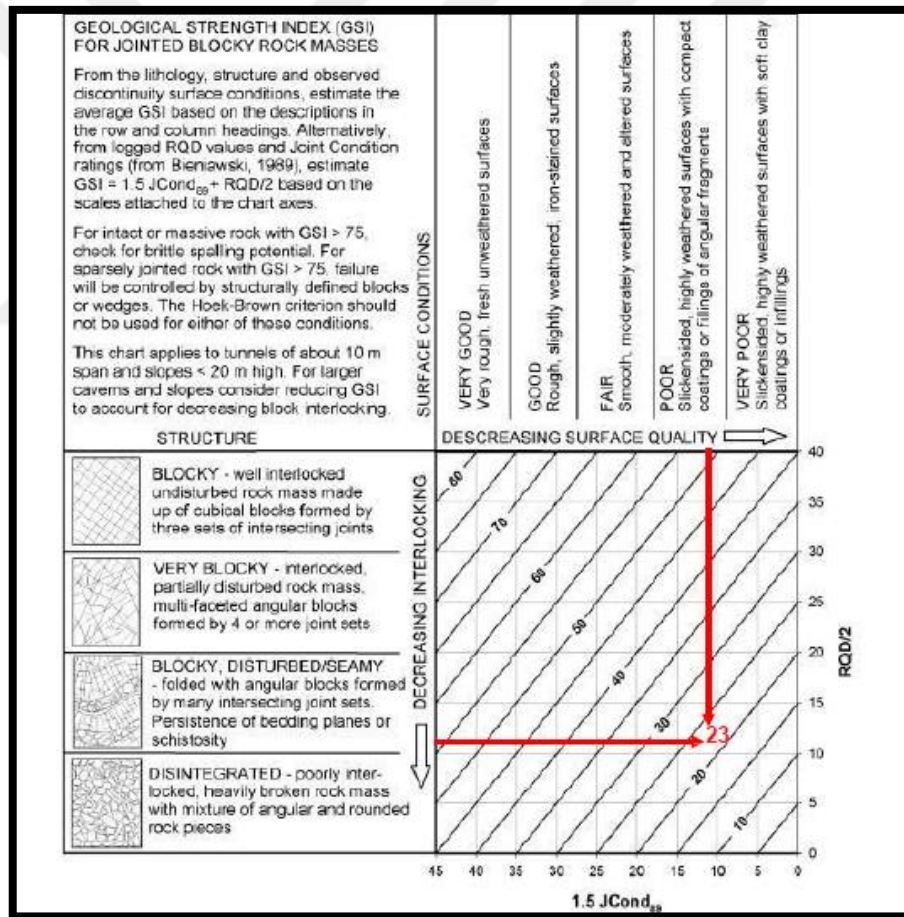 GEOLOGICAL STRENGTH INDEX (GSI)
FOR JOINTED BLOCKY ROCK MASSES
From the lithology, structure and observed
discontinuity surface conditions, estimate the
average GSI based on the descriptions in
the row and column headings. Alternatively,
from logged RQD values and Joint Condition
ratings (from Bieniawski, 1989), estimate
GSI = 1.5 JCond89 + RQD/2 based on the
scales attached to the chart axes.
For intact or massive rock with GSI > 75,
check for brittle spalling potential. For
sparsely jointed rock with GSI > 75, failure
will be controlled by structurally defined blocks
or wedges. The Hoek-Brown criterion should
not be used for either of these conditions.
This chart applies to tunnels of about 10 m
span and slopes < 20 m high. For larger
caverns and slopes consider reducing GSI
to account for decreasing block interlocking.
SURFACE CONDITIONS
VERY GOOD
Very rough, fresh unweathered surfaces
GOOD
Rough, slightly weathered, iron-stained surfaces
FAIR
Smooth, moderately weathered and altered surfaces
POOR
Slickensided, highly weathered surfaces with compact
coatings or fillings of angular fragments
VERY POOR
Slickensided, highly weathered surfaces with soft clay
coatings or infillings
STRUCTURE
DESCREASING SURFACE QUALITY
BLOCKY - well interlocked
undisturbed rock mass made
up of cubical blocks formed by
three sets of intersecting joints
VERY BLOCKY - interlocked,
partially disturbed rock mass,
multi-faceted angular blocks
formed by 4 or more joint sets
BLOCKY, DISTURBED/SEAMY
- folded with angular blocks formed
by many intersecting joint sets.
Persistence of bedding planes or
schistosity
DISINTEGRATED - poorly inter-
locked, heavily broken rock mass
with mixture of angular and rounded
rock pieces
DECREASING INTERLOCKING
80
70
60
50
40
30
20
10
23
40
35
30
25
20
15
10
5
0
RQD/2
45 40 35 30 25 20 15 10 5 0
1.5 JCond89